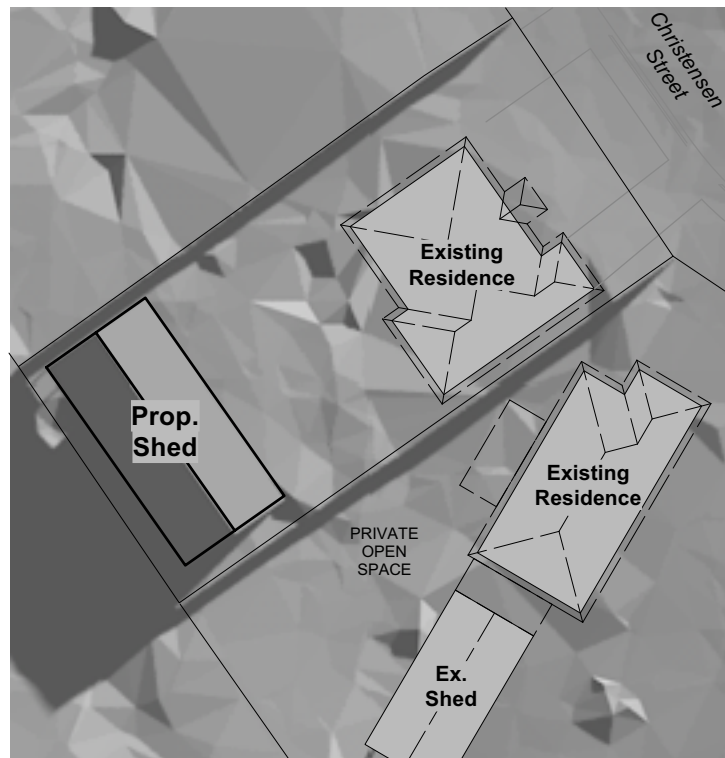 Christensen
Street
Existing
Residence
Prop.
Shed
Existing
Residence
PRIVATE
OPEN
SPACE
Ex.
Shed